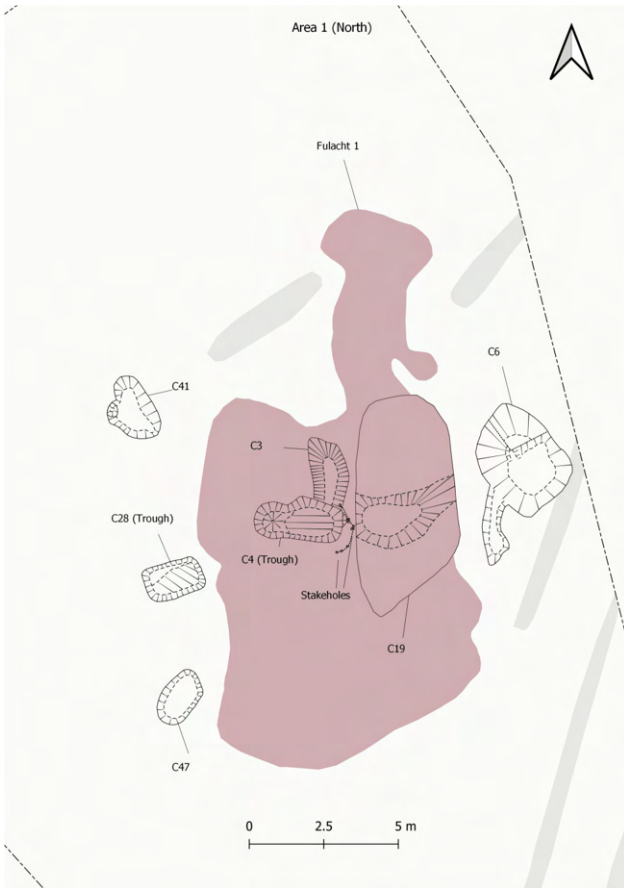 Area 1 (North)
Fulacht 1
C6
C41
C3
C28 (Trough)
C4 (Trough)
Stakeholes
C19
C47
0 2.5 5 m